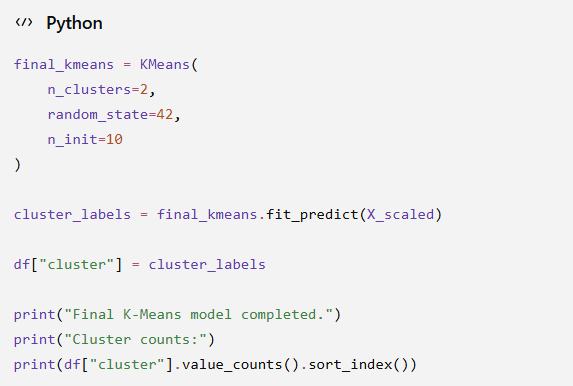 </> Python
final_kmeans = KMeans(
    n_clusters=2,
    random_state=42,
    n_init=10
)

cluster_labels = final_kmeans.fit_predict(X_scaled)

df["cluster"] = cluster_labels

print("Final K-Means model completed.")
print("Cluster counts:")
print(df["cluster"].value_counts().sort_index())